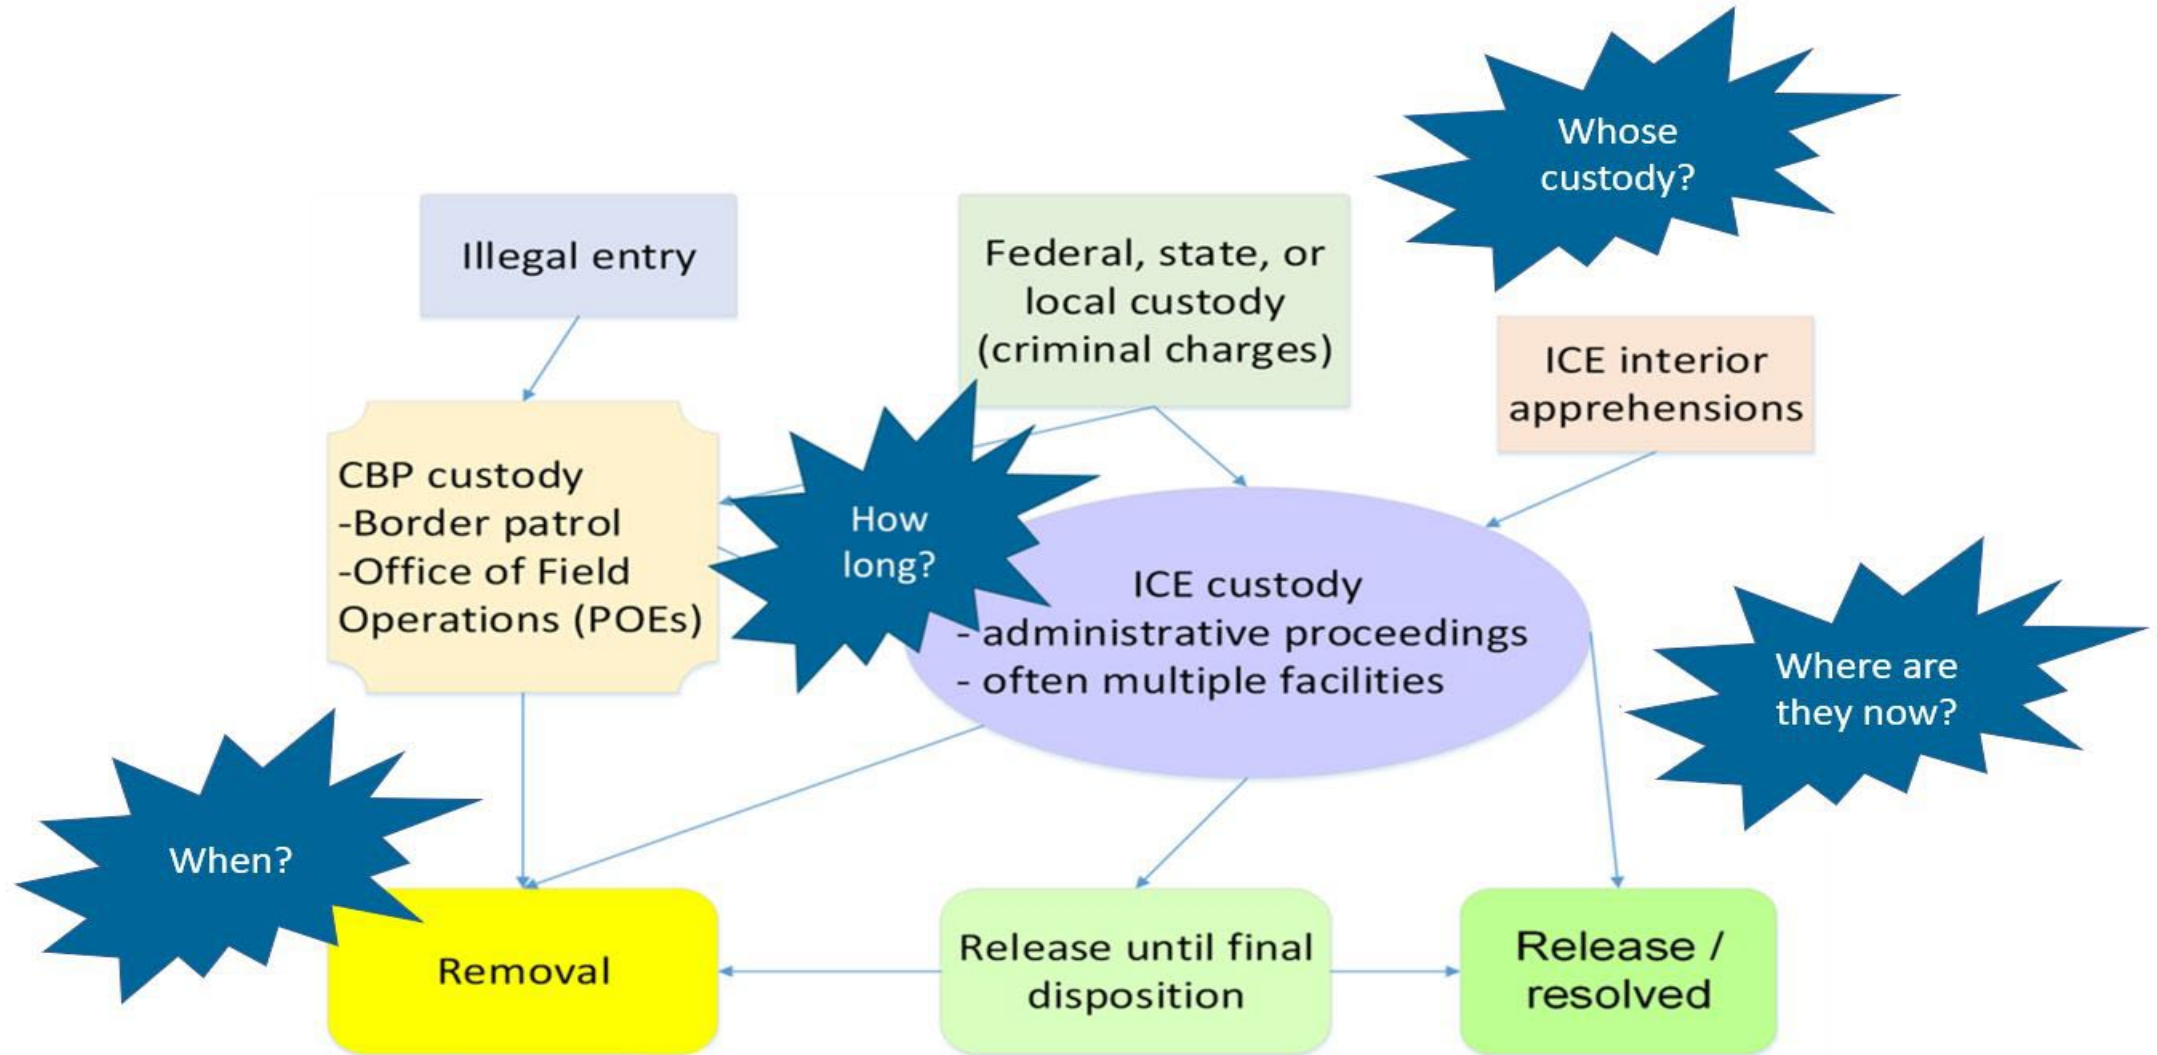 Whose
custody?
Illegal entry
Federal, state, or
local custody
(criminal charges)
ICE interior
apprehensions
CBP custody
-Border patrol
-Office of Field
Operations (POEs)
How
long?
ICE custody
- administrative proceedings
- often multiple facilities
Where are
they now?
When?
Removal
Release until final
disposition
Release /
resolved